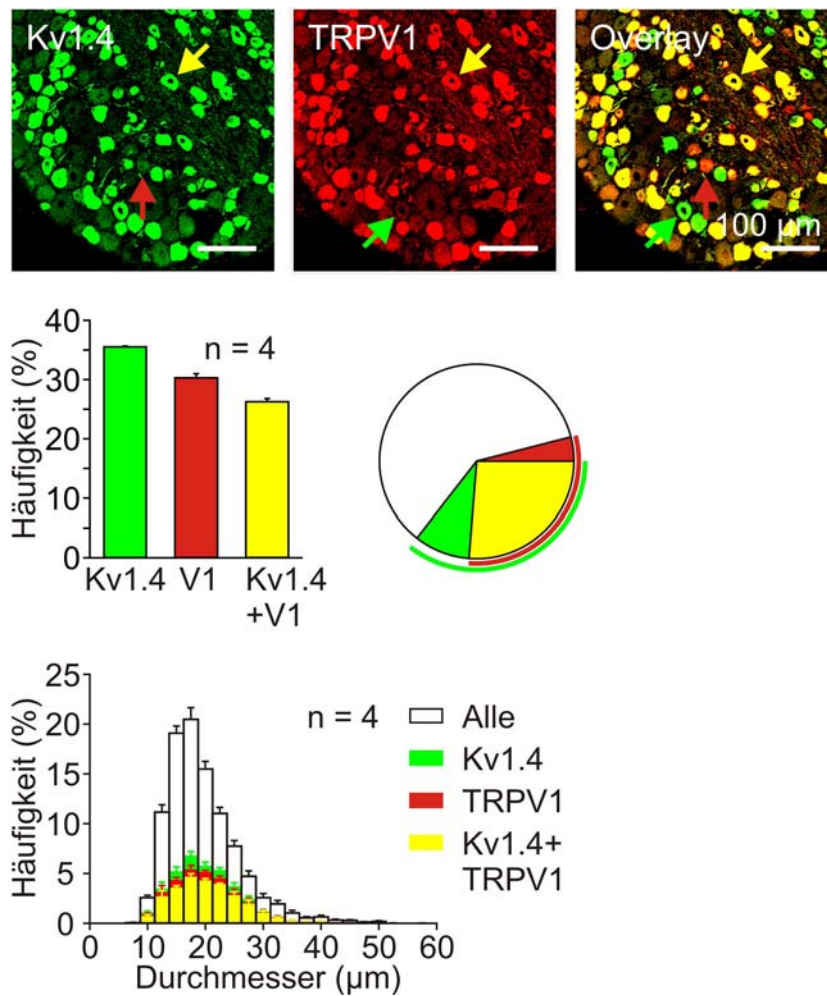 Kv1.4
TRPV1
Overlay
100 µm
40
30
20
10
0
Häufigkeit (%)
n = 4
Kv1.4
V1
Kv1.4
+V1
25
20
15
10
5
0
Häufigkeit (%)
n = 4
Alle
Kv1.4
TRPV1
Kv1.4+
TRPV1
0 10 20 30 40 50 60
Durchmesser (µm)